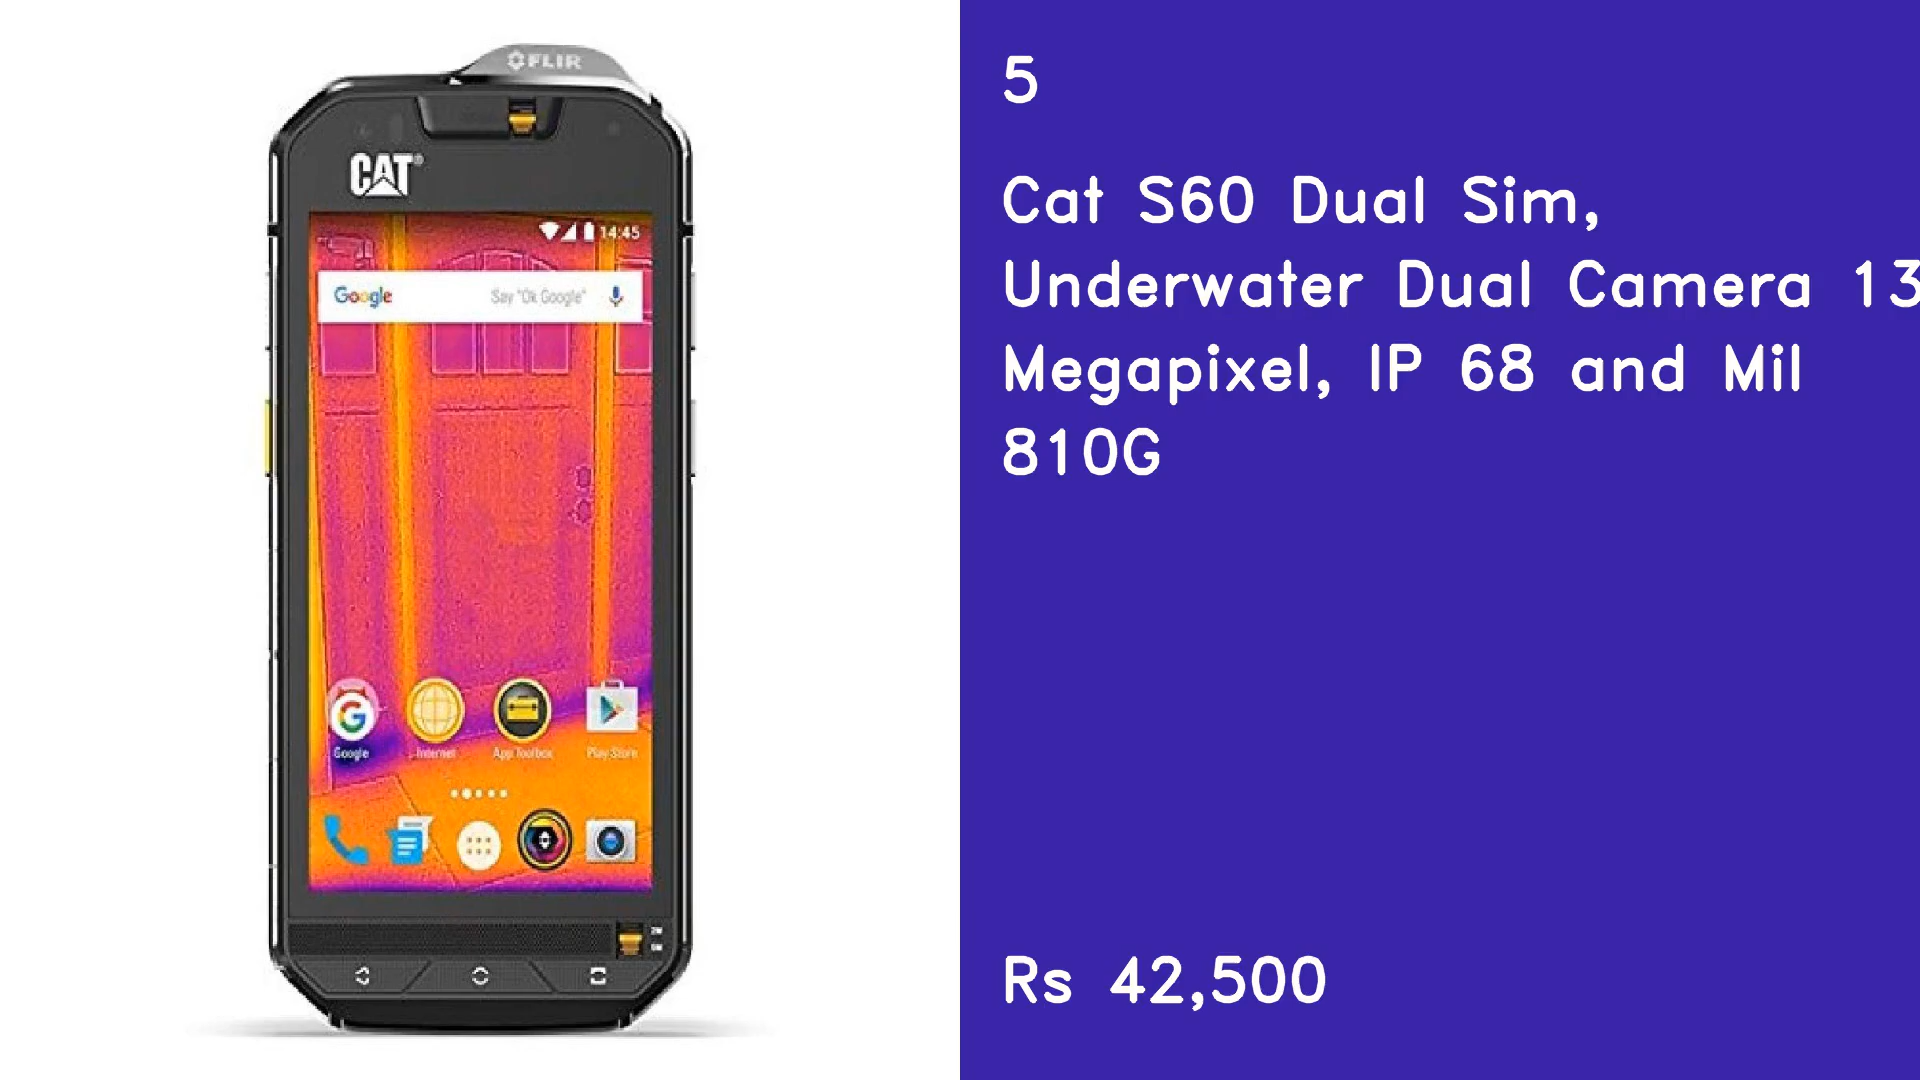 FLIR
CAT
14:45
Google Say "Ok Google"
Google Internet App Toolbox Play Store
5
Cat S60 Dual Sim,
Underwater Dual Camera 13
Megapixel, IP 68 and Mil
810G
Rs 42,500